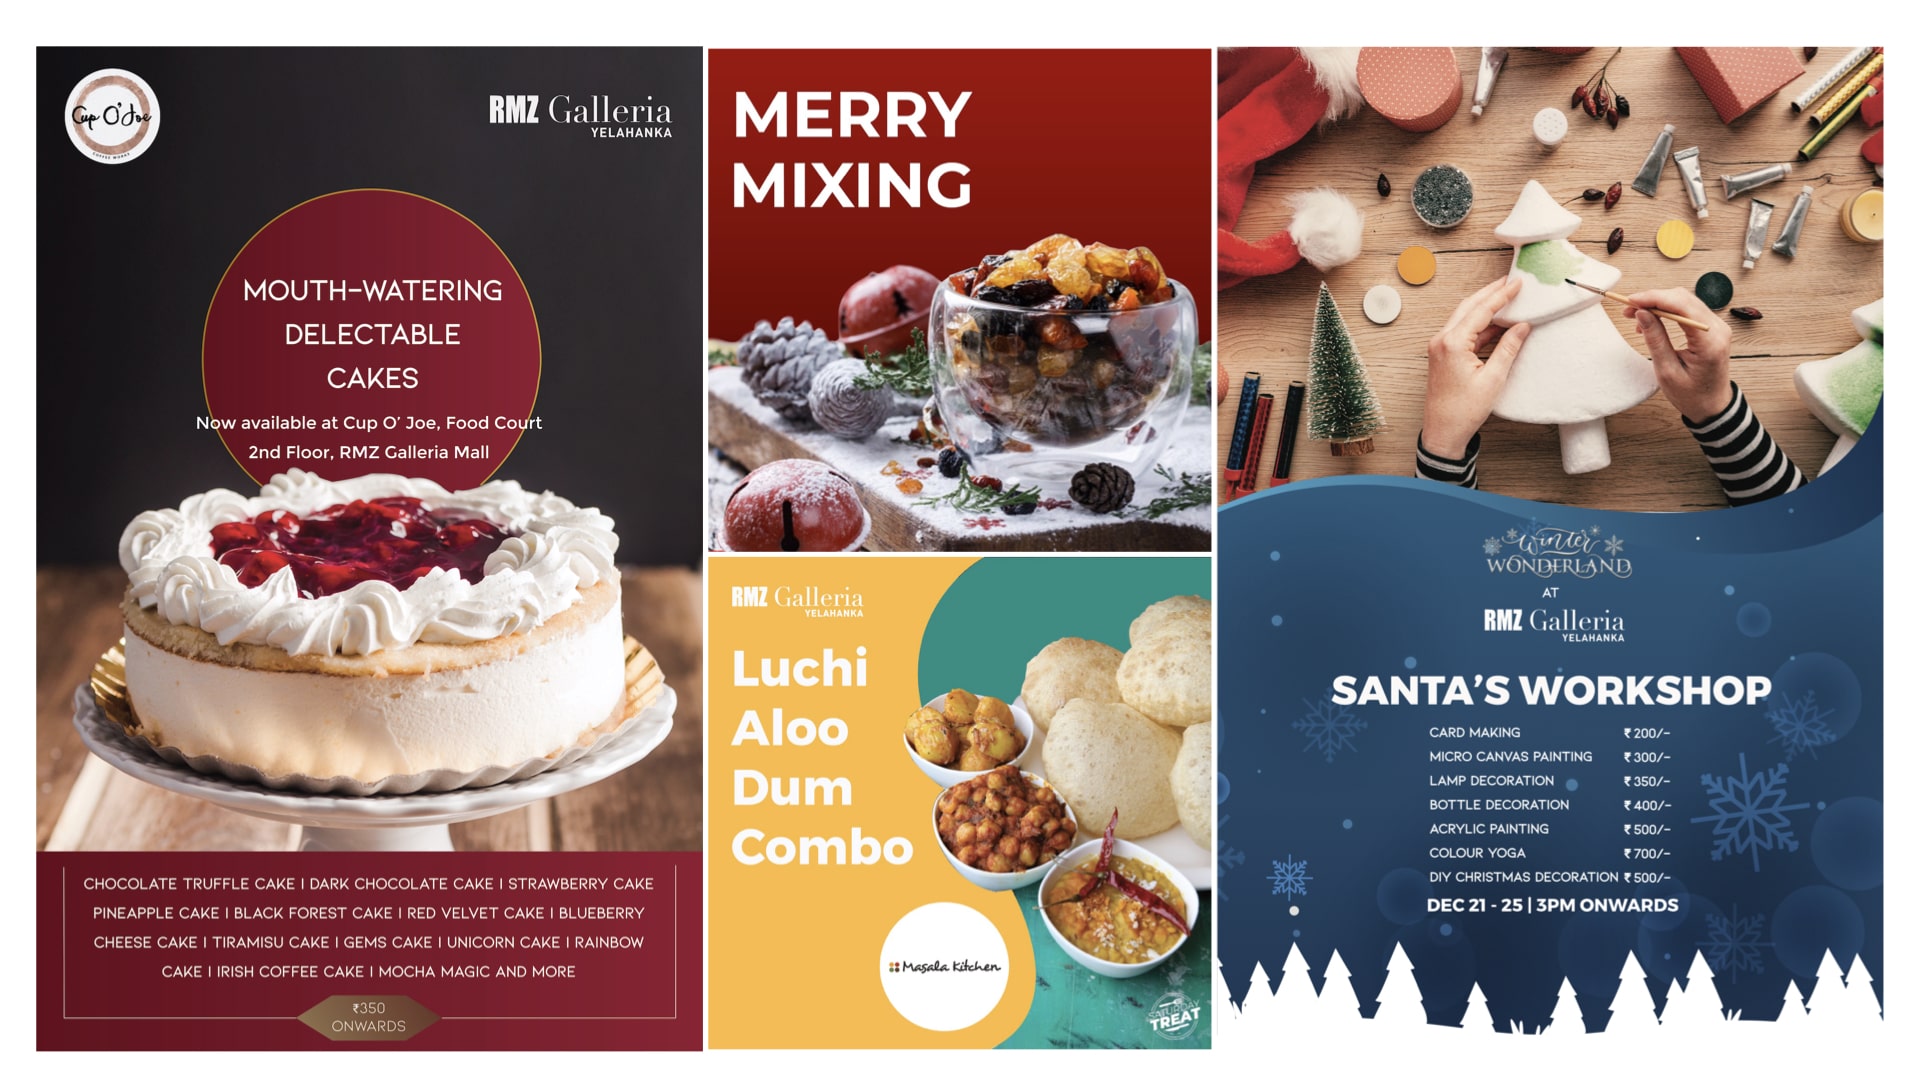 Cup O'Joe
COFFEE WORKS
RMZ Galleria
YELAHANKA
MOUTH-WATERING
DELECTABLE
CAKES
Now available at Cup O' Joe, Food Court
2nd Floor, RMZ Galleria Mall
CHOCOLATE TRUFFLE CAKE I DARK CHOCOLATE CAKE I STRAWBERRY CAKE
PINEAPPLE CAKE I BLACK FOREST CAKE I RED VELVET CAKE I BLUEBERRY
CHEESE CAKE I TIRAMISU CAKE I GEMS CAKE I UNICORN CAKE I RAINBOW
CAKE I IRISH COFFEE CAKE I MOCHA MAGIC AND MORE
₹350
ONWARDS
MERRY
MIXING
RMZ Galleria
YELAHANKA
Luchi
Aloo
Dum
Combo
Masala Kitchen
SATURDAY
TREAT
Winter
WONDERLAND
AT
RMZ Galleria
YELAHANKA
SANTA'S WORKSHOP
CARD MAKING ₹ 200/-
MICRO CANVAS PAINTING ₹ 300/-
LAMP DECORATION ₹ 350/-
BOTTLE DECORATION ₹ 400/-
ACRYLIC PAINTING ₹ 500/-
COLOUR YOGA ₹ 700/-
DIY CHRISTMAS DECORATION ₹ 500/-
DEC 21 - 25 | 3PM ONWARDS